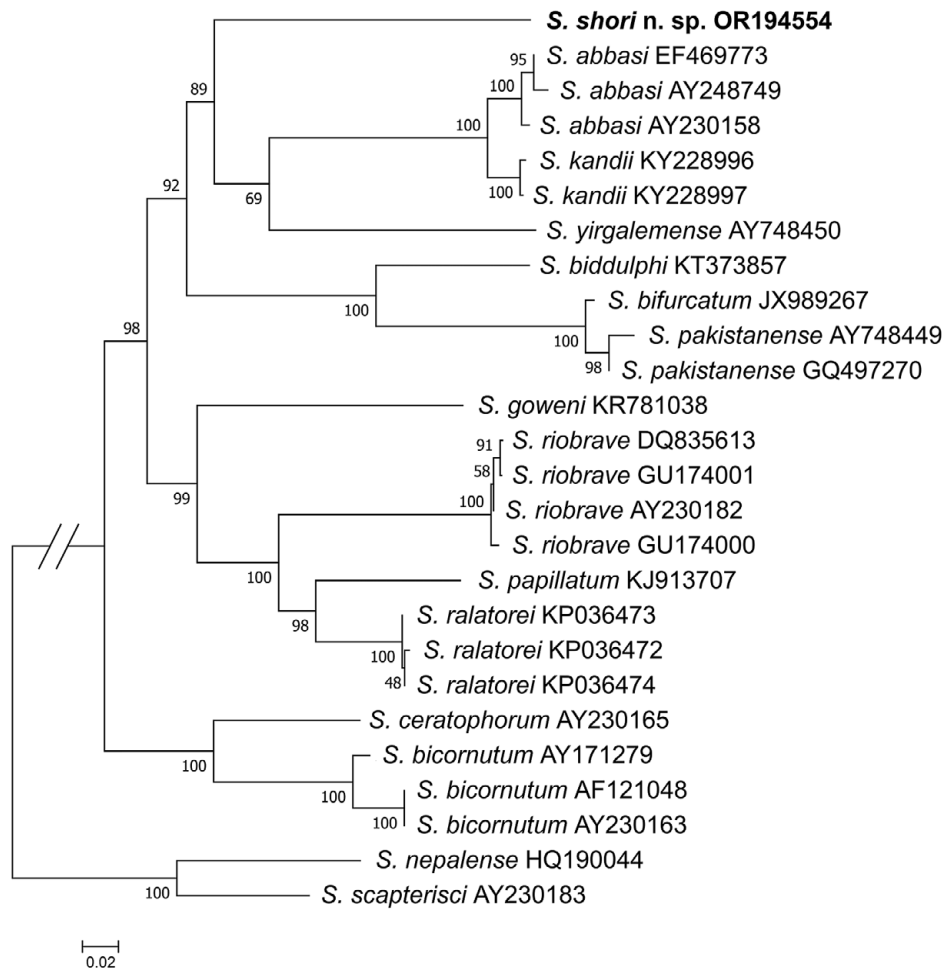 S. shori n. sp. OR194554
95
S. abbasi EF469773
100
S. abbasi AY248749
89
100
S. abbasi AY230158
S. kandii KY228996
92
100
S. kandii KY228997
69
S. yirgalemense AY748450
S. biddulphi KT373857
100
S. bifurcatum JX989267
98
100
S. pakistanense AY748449
98
S. pakistanense GQ497270
S. goweni KR781038
91
S. riobrave DQ835613
58
S. riobrave GU174001
99
100
S. riobrave AY230182
S. riobrave GU174000
100
S. papillatum KJ913707
98
S. ralatorei KP036473
100
S. ralatorei KP036472
48
S. ralatorei KP036474
S. ceratophorum AY230165
100
S. bicornutum AY171279
100
S. bicornutum AF121048
100
S. bicornutum AY230163
S. nepalense HQ190044
100
S. scapterisci AY230183
0.02